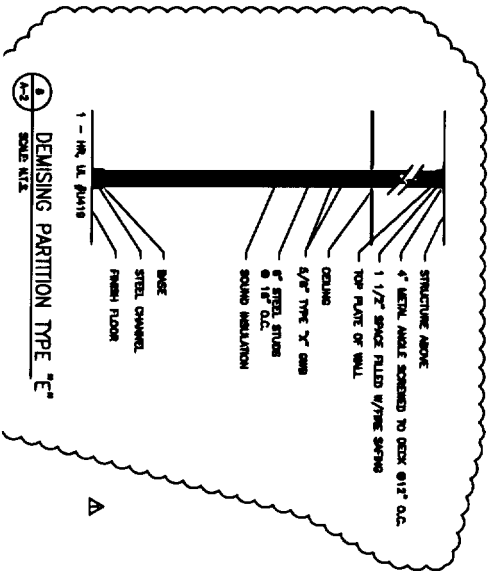 STRUCTURE ABOVE
4" METAL ANGLE SCREWED TO DECK @12" O.C.
1 1/2" SPACE FILLED W/FIRE SAFING
TOP PLATE OF WALL
CEILING
5/8" TYPE "X" GWB
6" STEEL STUDS
@ 16" O.C.
SOUND INSULATION
BASE
STEEL CHANNEL
FINISH FLOOR
1 - HR. UL #U419
A-2
DEMISING PARTITION TYPE "E"
SCALE: N.T.S.